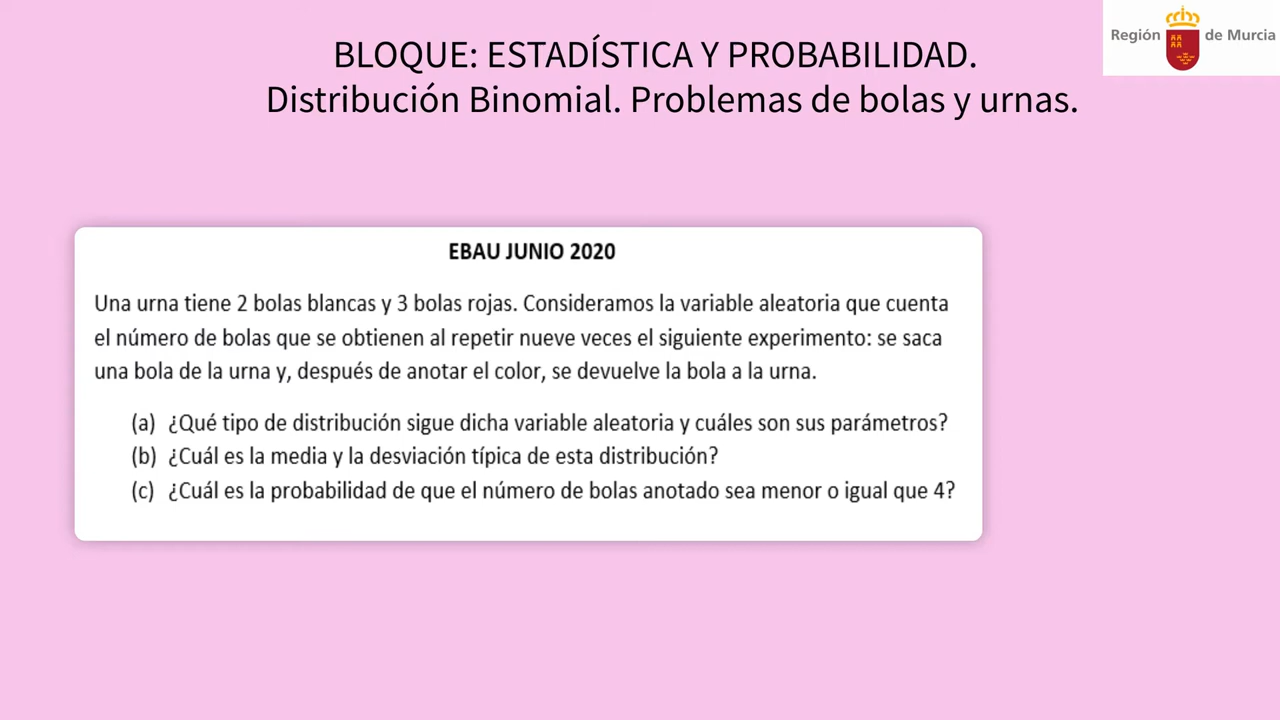 BLOQUE: ESTADÍSTICA Y PROBABILIDAD.
Distribución Binomial. Problemas de bolas y urnas.
Región de Murcia
EBAU JUNIO 2020
Una urna tiene 2 bolas blancas y 3 bolas rojas. Consideramos la variable aleatoria que cuenta
el número de bolas que se obtienen al repetir nueve veces el siguiente experimento: se saca
una bola de la urna y, después de anotar el color, se devuelve la bola a la urna.
(a) ¿Qué tipo de distribución sigue dicha variable aleatoria y cuáles son sus parámetros?
(b) ¿Cuál es la media y la desviación típica de esta distribución?
(c) ¿Cuál es la probabilidad de que el número de bolas anotado sea menor o igual que 4?